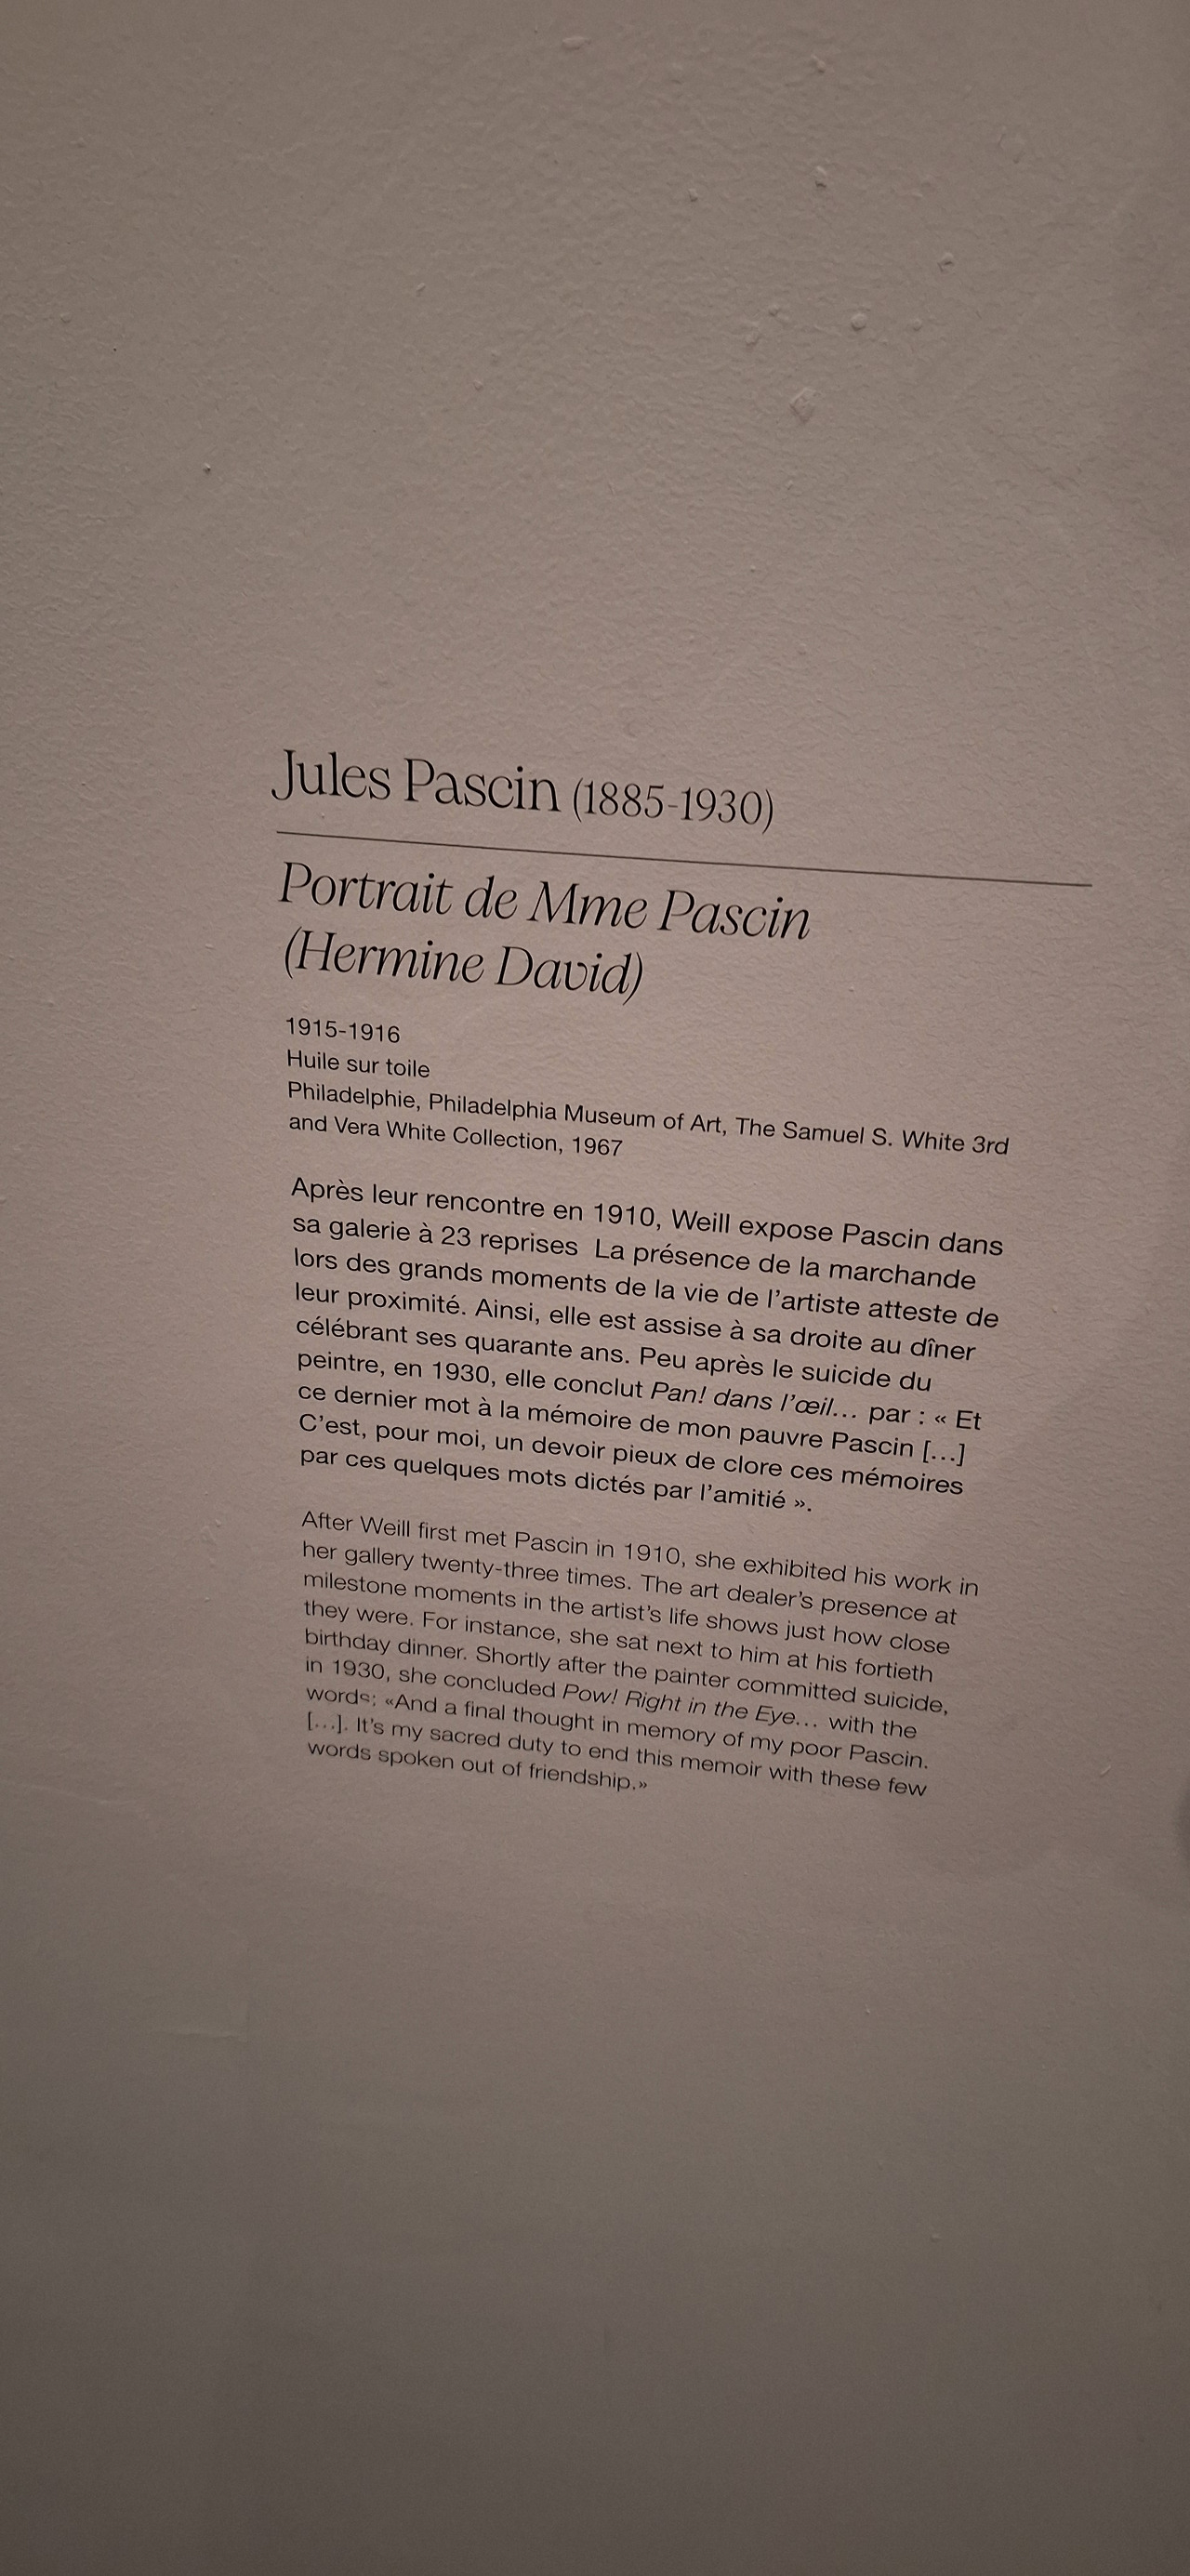 Jules Pascin (1885-1930)
Portrait de Mme Pascin
(Hermine David)
1915-1916
Huile sur toile
Philadelphie, Philadelphia Museum of Art, The Samuel S. White 3rd
and Vera White Collection, 1967
Après leur rencontre en 1910, Weill expose Pascin dans
sa galerie à 23 reprises  La présence de la marchande
lors des grands moments de la vie de l’artiste atteste de
leur proximité. Ainsi, elle est assise à sa droite au dîner
célébrant ses quarante ans. Peu après le suicide du
peintre, en 1930, elle conclut Pan! dans l’œil… par : « Et
ce dernier mot à la mémoire de mon pauvre Pascin […]
C’est, pour moi, un devoir pieux de clore ces mémoires
par ces quelques mots dictés par l’amitié ».
After Weill first met Pascin in 1910, she exhibited his work in
her gallery twenty-three times. The art dealer’s presence at
milestone moments in the artist’s life shows just how close
they were. For instance, she sat next to him at his fortieth
birthday dinner. Shortly after the painter committed suicide,
in 1930, she concluded Pow! Right in the Eye… with the
words: «And a final thought in memory of my poor Pascin.
[…]. It’s my sacred duty to end this memoir with these few
words spoken out of friendship.»